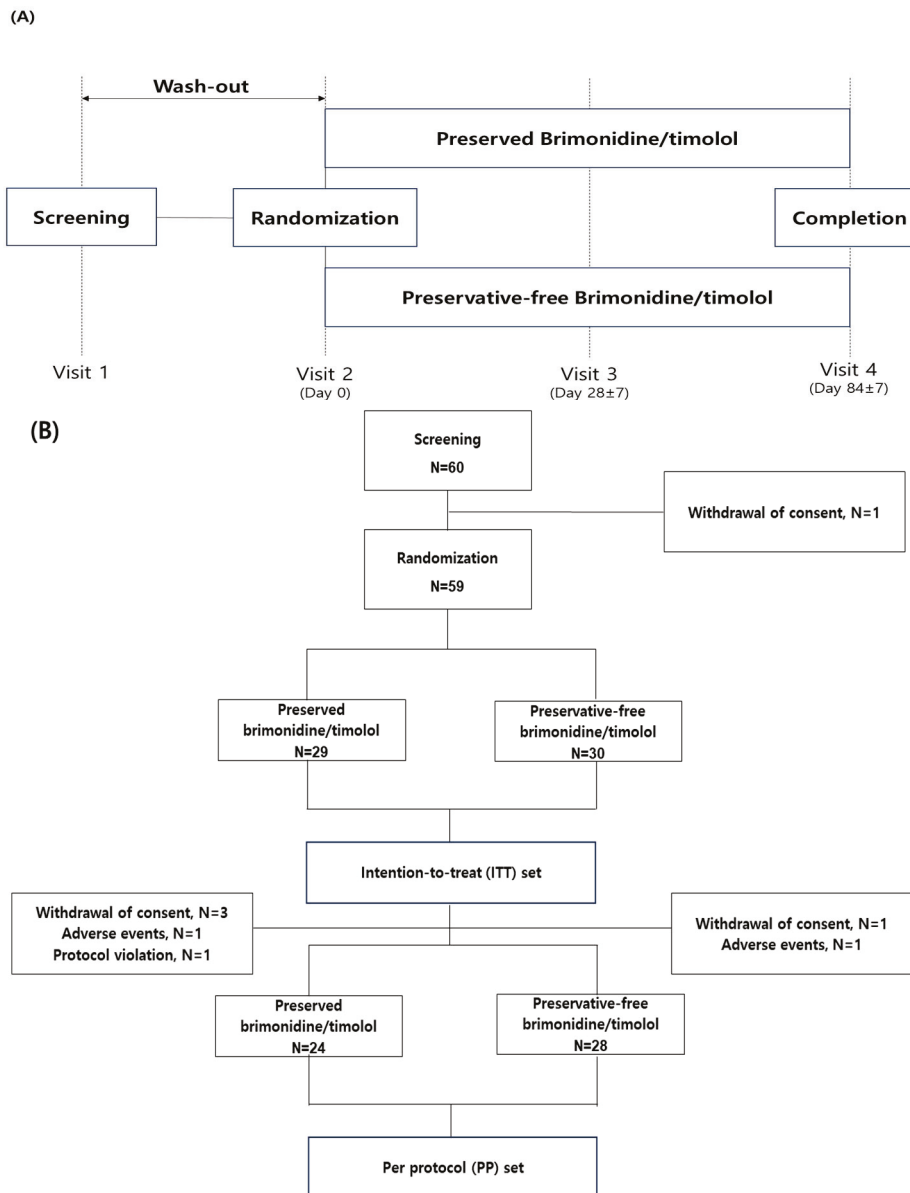 (A)
Wash-out
Preserved Brimonidine/timolol
Screening
Randomization
Completion
Preservative-free Brimonidine/timolol
Visit 1
Visit 2
(Day 0)
Visit 3
(Day 28±7)
Visit 4
(Day 84±7)
(B)
Screening
N=60
Withdrawal of consent, N=1
Randomization
N=59
Preserved
brimonidine/timolol
N=29
Preservative-free
brimonidine/timolol
N=30
Intention-to-treat (ITT) set
Withdrawal of consent, N=3
Adverse events, N=1
Protocol violation, N=1
Withdrawal of consent, N=1
Adverse events, N=1
Preserved
brimonidine/timolol
N=24
Preservative-free
brimonidine/timolol
N=28
Per protocol (PP) set